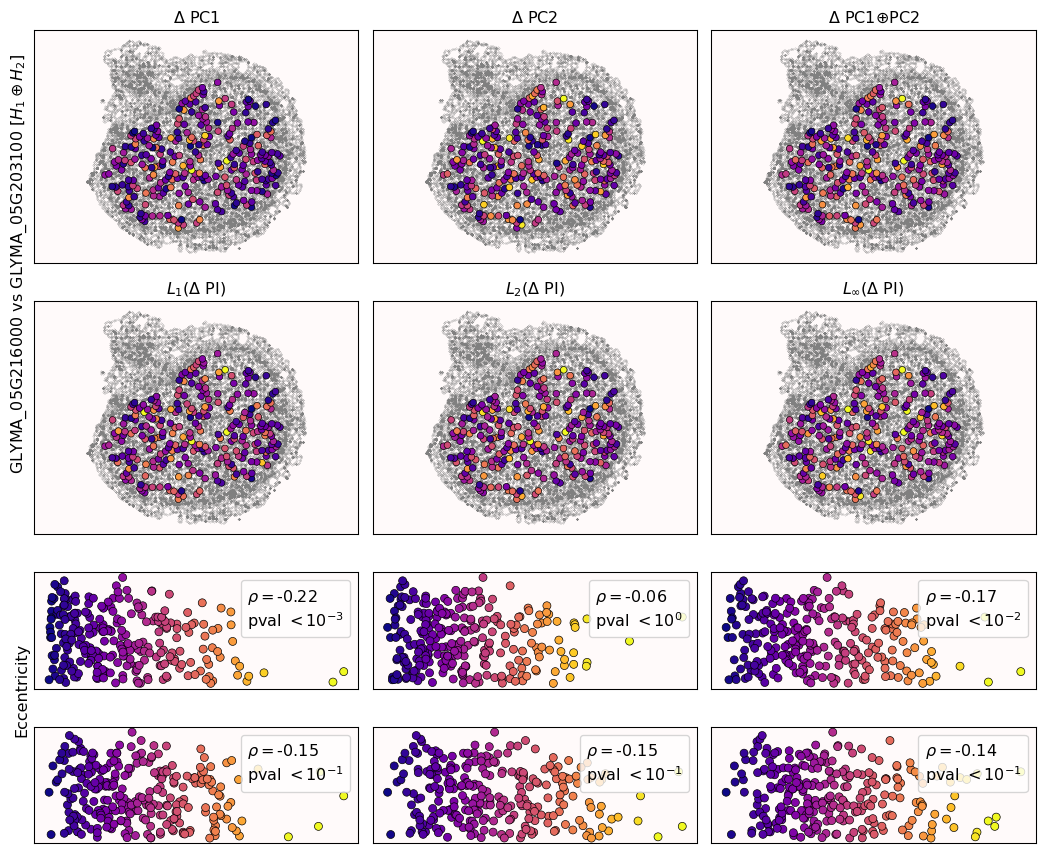 Δ PC1
Δ PC2
Δ PC1⊕PC2
GLYMA_05G216000 vs GLYMA_05G203100 [H₁ ⊕ H₂]
L₁(Δ PI)
L₂(Δ PI)
L∞(Δ PI)
Eccentricity
ρ = -0.22
pval < 10⁻³
ρ = -0.06
pval < 10⁰
ρ = -0.17
pval < 10⁻²
ρ = -0.15
pval < 10⁻¹
ρ = -0.15
pval < 10⁻¹
ρ = -0.14
pval < 10⁻¹